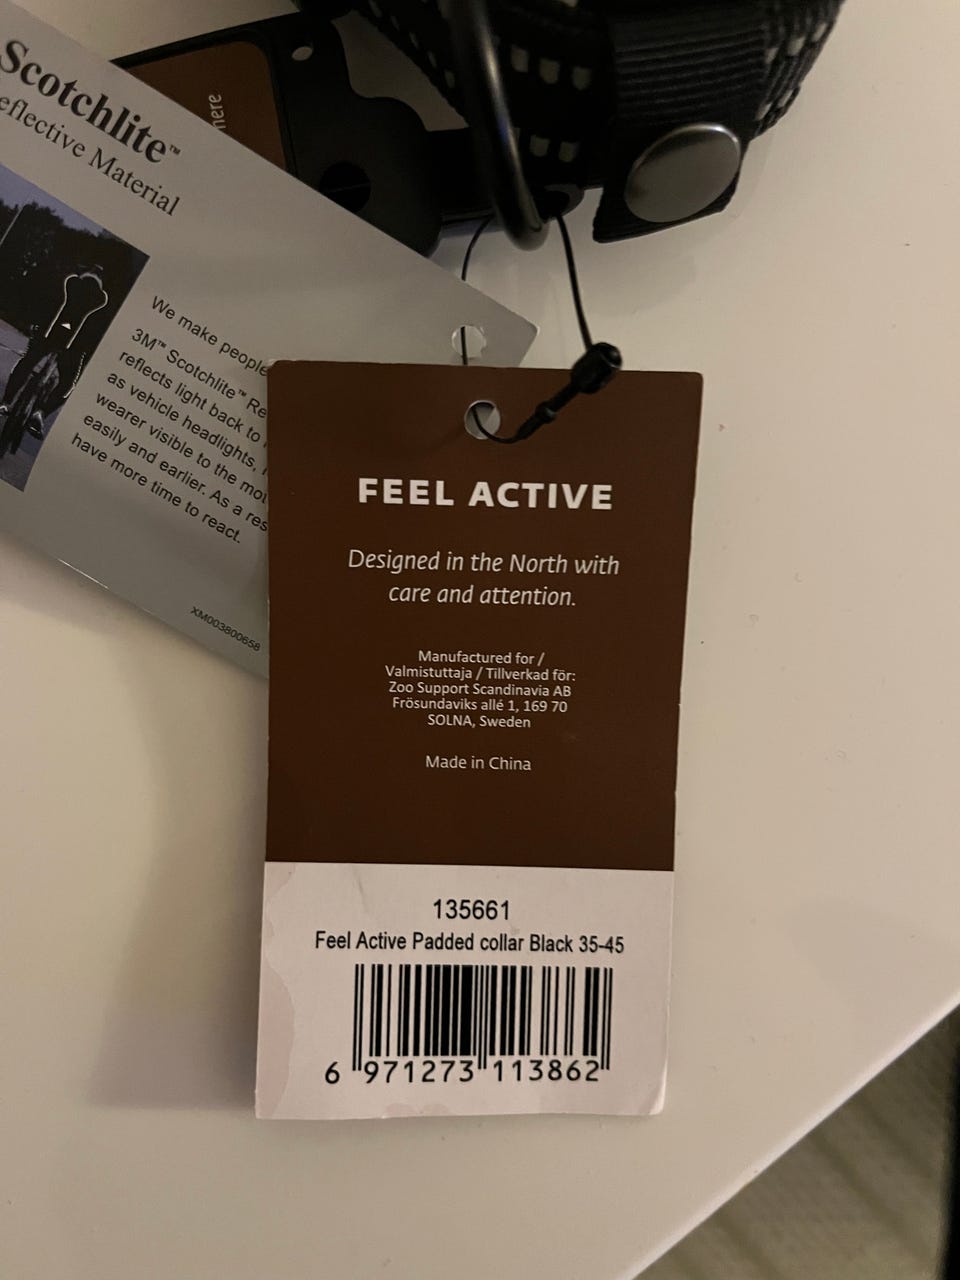 Scotchlite™
eflective Material
here
We make people
3M™ Scotchlite™ Re
reflects light back to
as vehicle headlights,
wearer visible to the mo
easily and earlier. As a res
have more time to react.
XM003800658
FEEL ACTIVE
Designed in the North with
care and attention.
Manufactured for /
Valmistuttaja / Tillverkad för:
Zoo Support Scandinavia AB
Frösundaviks allé 1, 169 70
SOLNA, Sweden
Made in China
135661
Feel Active Padded collar Black 35-45
6 971273 113862